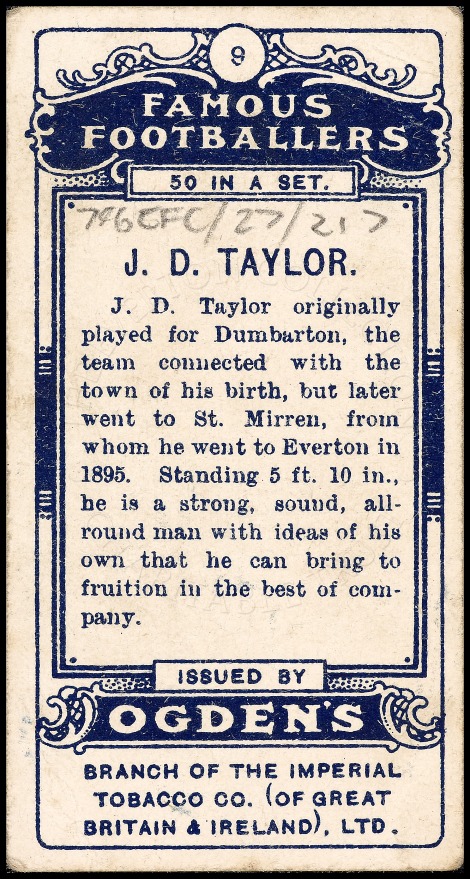 9
FAMOUS
FOOTBALLERS
50 IN A SET.
796EFC/27/217
J. D. TAYLOR.
J. D. Taylor originally
played for Dumbarton, the
team connected with the
town of his birth, but later
went to St. Mirren, from
whom he went to Everton in
1895. Standing 5 ft. 10 in.,
he is a strong, sound, all-
round man with ideas of his
own that he can bring to
fruition in the best of com-
pany.
ISSUED BY
OGDEN'S
BRANCH OF THE IMPERIAL
TOBACCO CO. (OF GREAT
BRITAIN & IRELAND), LTD.